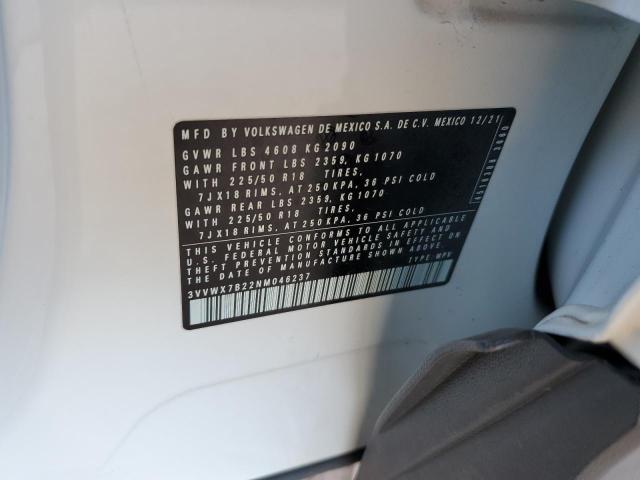 MFD BY VOLKSWAGEN DE MEXICO S.A. DE C.V. MEXICO 12/21
GVWR LBS 4608 KG 2090
GAWR FRONT LBS 2359, KG 1070
WITH 225/50 R18 TIRES,
7JX18 RIMS, AT 250 KPA, 36 PSI COLD
GAWR REAR LBS 2359, KG 1070
WITH 225/50 R18 TIRES,
7JX18 RIMS, AT 250 KPA, 36 PSI COLD
THIS VEHICLE CONFORMS TO ALL APPLICABLE
U.S. FEDERAL MOTOR VEHICLE SAFETY AND
THEFT PREVENTION STANDARDS IN EFFECT ON
THE DATE OF MANUFACTURE SHOWN ABOVE.
TYPE: MPV
3VVWX7B22NM046237